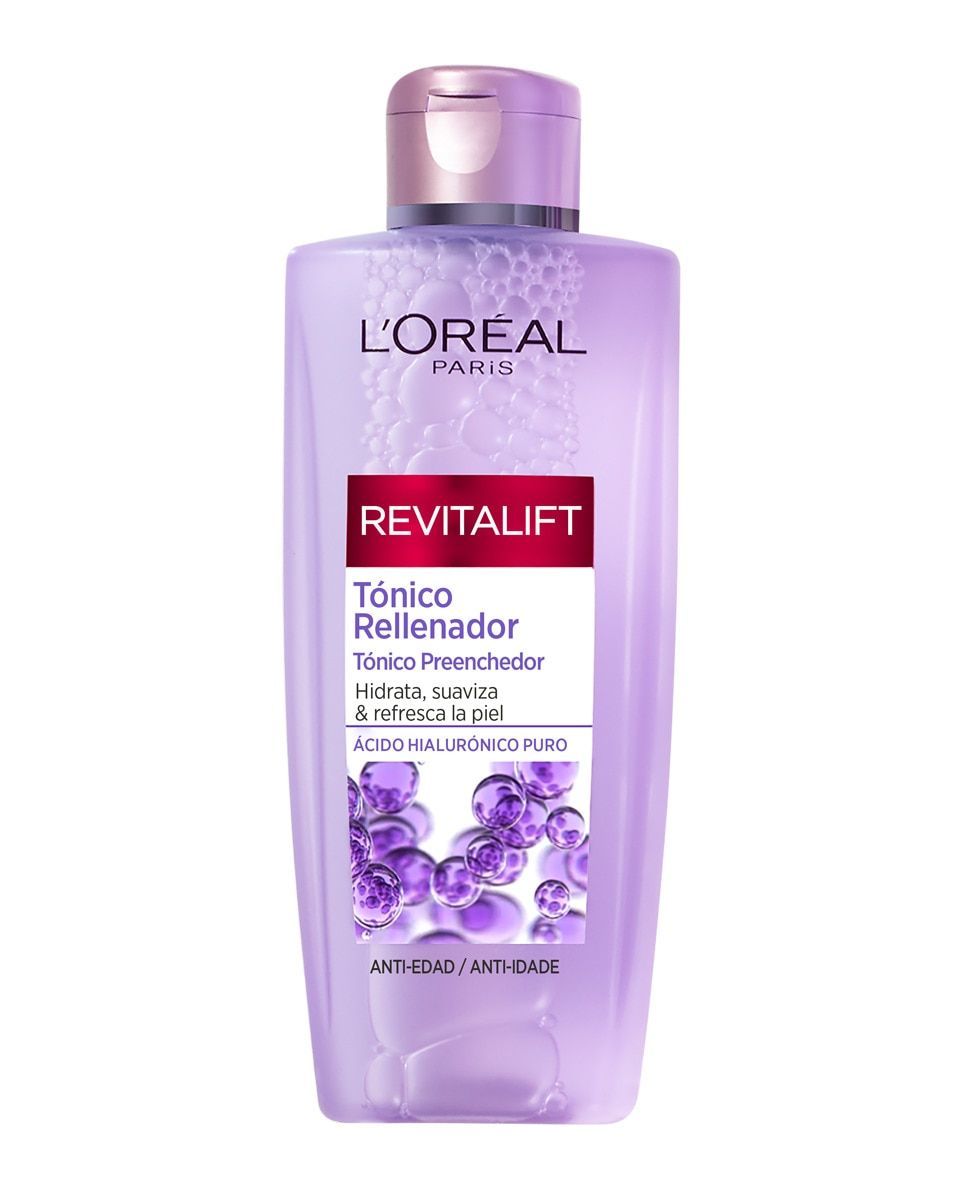 L'ORÉAL
PARiS
REVITALIFT
Tónico
Rellenador
Tónico Preenchedor
Hidrata, suaviza
& refresca la piel
ÁCIDO HIALURÓNICO PURO
ANTI-EDAD / ANTI-IDADE